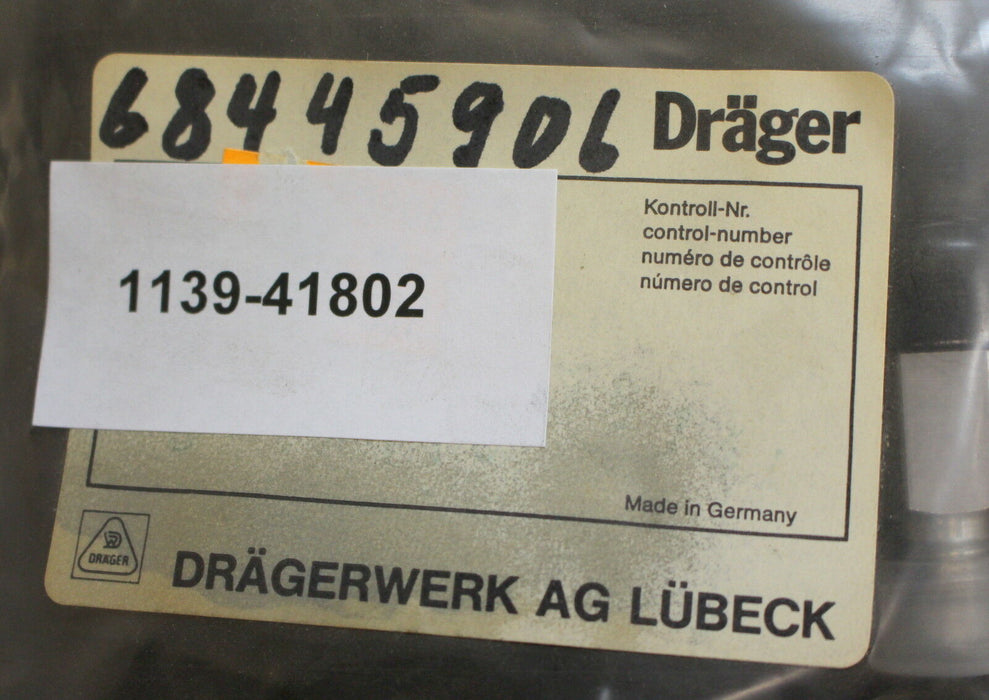 68445906 Dräger
Kontroll-Nr.
control-number
numéro de contrôle
número de control
1139-41802
Made in Germany
DRÄGER
DRÄGERWERK AG LÜBECK